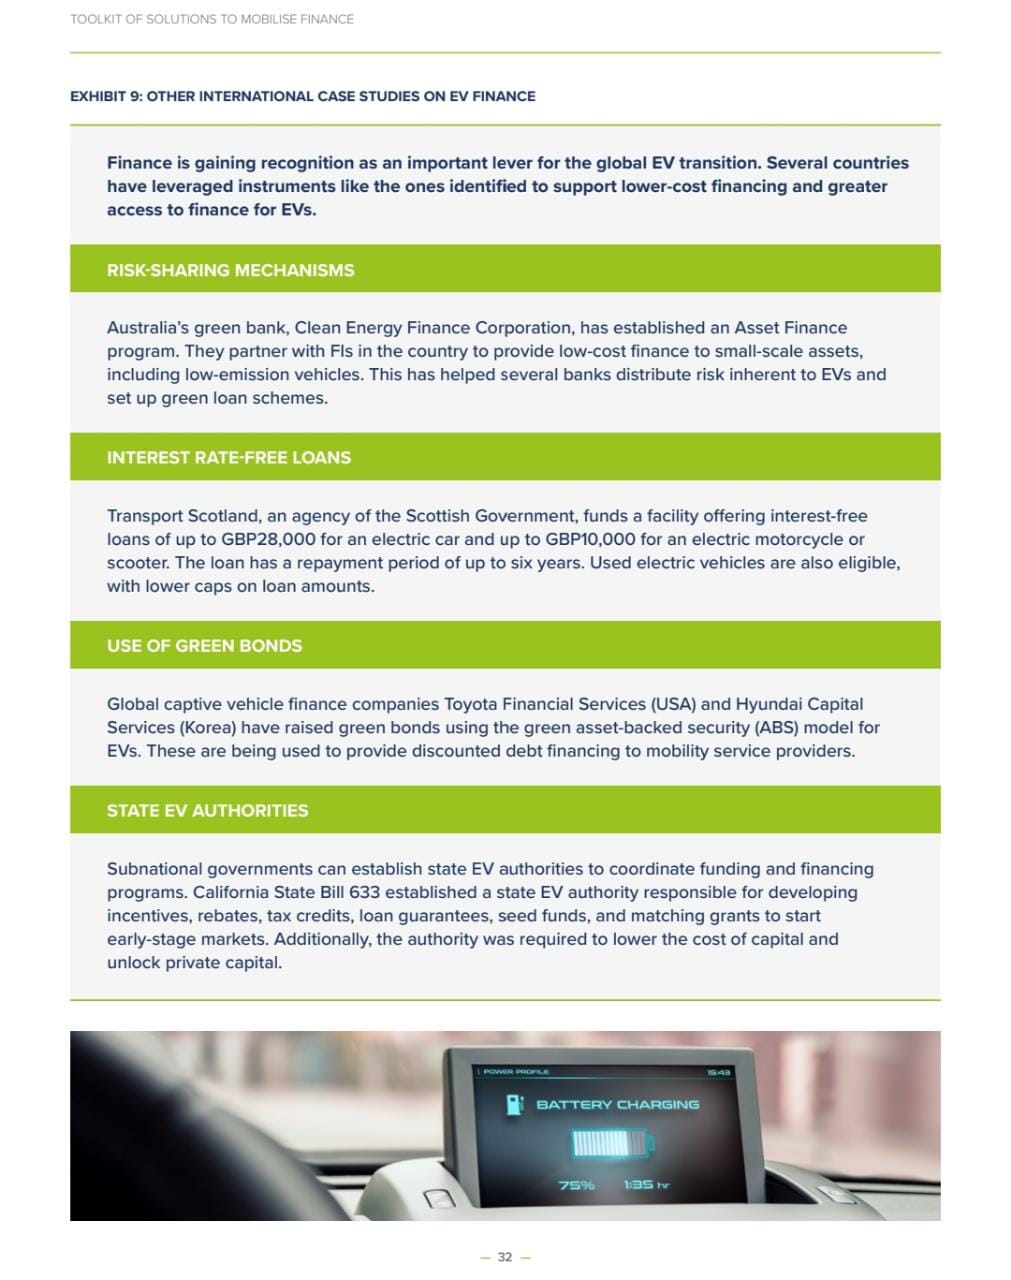 TOOLKIT OF SOLUTIONS TO MOBILISE FINANCE
EXHIBIT 9: OTHER INTERNATIONAL CASE STUDIES ON EV FINANCE
Finance is gaining recognition as an important lever for the global EV transition. Several countries
have leveraged instruments like the ones identified to support lower-cost financing and greater
access to finance for EVs.
RISK-SHARING MECHANISMS
Australia’s green bank, Clean Energy Finance Corporation, has established an Asset Finance
program. They partner with FIs in the country to provide low-cost finance to small-scale assets,
including low-emission vehicles. This has helped several banks distribute risk inherent to EVs and
set up green loan schemes.
INTEREST RATE-FREE LOANS
Transport Scotland, an agency of the Scottish Government, funds a facility offering interest-free
loans of up to GBP28,000 for an electric car and up to GBP10,000 for an electric motorcycle or
scooter. The loan has a repayment period of up to six years. Used electric vehicles are also eligible,
with lower caps on loan amounts.
USE OF GREEN BONDS
Global captive vehicle finance companies Toyota Financial Services (USA) and Hyundai Capital
Services (Korea) have raised green bonds using the green asset-backed security (ABS) model for
EVs. These are being used to provide discounted debt financing to mobility service providers.
STATE EV AUTHORITIES
Subnational governments can establish state EV authorities to coordinate funding and financing
programs. California State Bill 633 established a state EV authority responsible for developing
incentives, rebates, tax credits, loan guarantees, seed funds, and matching grants to start
early-stage markets. Additionally, the authority was required to lower the cost of capital and
unlock private capital.
POWER PROFILE 15:43
BATTERY CHARGING
75% 1:35 hr
— 32 —